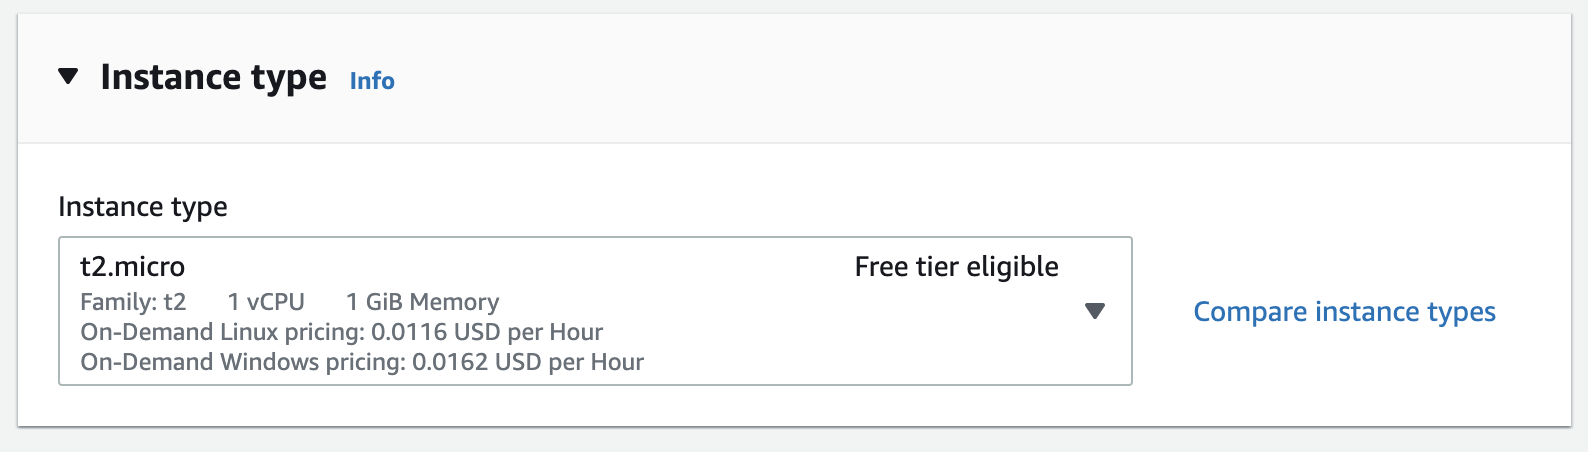 Instance type Info
Instance type
t2.micro Free tier eligible
Family: t2 1 vCPU 1 GiB Memory
On-Demand Linux pricing: 0.0116 USD per Hour
On-Demand Windows pricing: 0.0162 USD per Hour
Compare instance types